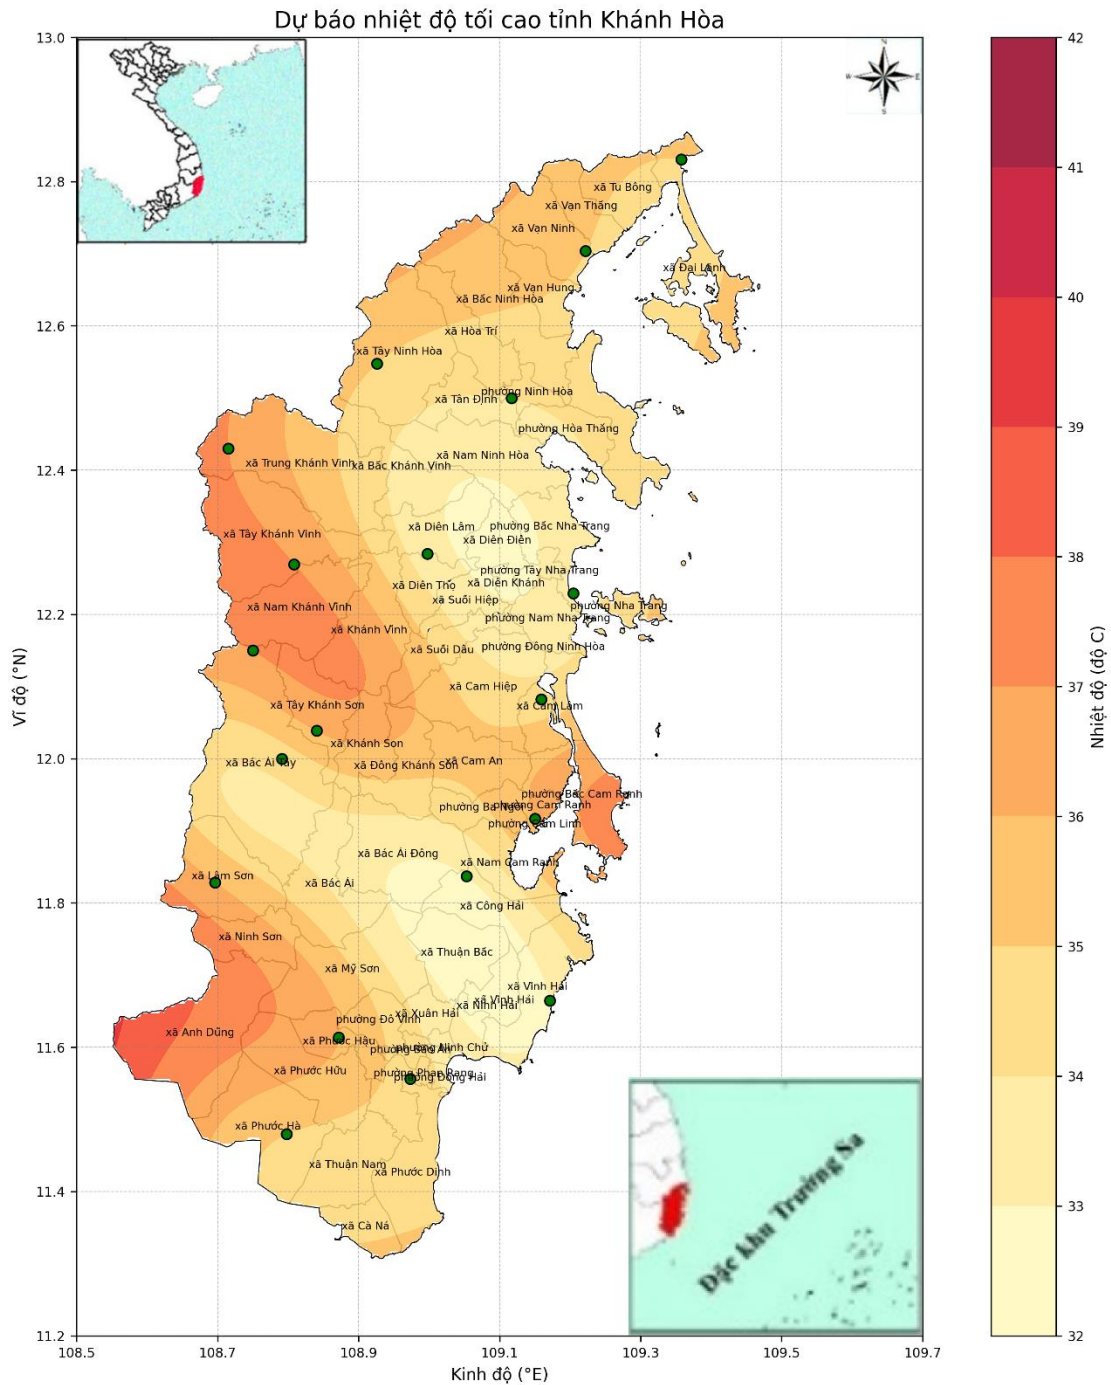 Dự báo nhiệt độ tối cao tỉnh Khánh Hòa
13.0
12.8
12.6
12.4
12.2
12.0
11.8
11.6
11.4
11.2
Vĩ độ (°N)
N
W
E
S
xã Tu Bông
xã Vạn Thắng
xã Vạn Ninh
xã Đại Lãnh
xã Vạn Hưng
xã Bắc Ninh Hòa
xã Hòa Trí
xã Tây Ninh Hòa
phường Ninh Hòa
xã Tân Định
phường Hòa Thắng
xã Nam Ninh Hòa
xã Trung Khánh Vĩnh
xã Bắc Khánh Vĩnh
xã Diên Lâm
phường Bắc Nha Trang
xã Tây Khánh Vĩnh
xã Diên Điền
phường Tây Nha Trang
xã Diên Thọ
xã Diên Khánh
xã Suối Hiệp
xã Nam Khánh Vĩnh
phường Nha Trang
phường Nam Nha Trang
xã Khánh Vĩnh
xã Suối Dầu
phường Đông Ninh Hòa
xã Cam Hiệp
xã Tây Khánh Sơn
xã Cam Lâm
xã Khánh Sơn
xã Bác Ái Tây
xã Đông Khánh Sơn
xã Cam An
phường Bắc Cam Ranh
phường Ba Ngòi
phường Cam Ranh
phường Cam Linh
xã Bác Ái Đông
xã Nam Cam Ranh
xã Lâm Sơn
xã Bác Ái
xã Công Hải
xã Ninh Sơn
xã Thuận Bắc
xã Mỹ Sơn
xã Vĩnh Hải
xã Vĩnh Hải
xã Ninh Hải
xã Xuân Hải
phường Đô Vinh
xã Anh Dũng
xã Phước Hậu
phường Ninh Chử
phường Bảo An
xã Phước Hữu
phường Phan Rang
phường Đông Hải
xã Phước Hà
xã Thuận Nam
xã Phước Dinh
xã Cà Ná
Đặc khu Trường Sa
108.5
108.7
108.9
109.1
109.3
109.5
109.7
Kinh độ (°E)
42
41
40
39
38
37
36
35
34
33
32
Nhiệt độ (độ C)